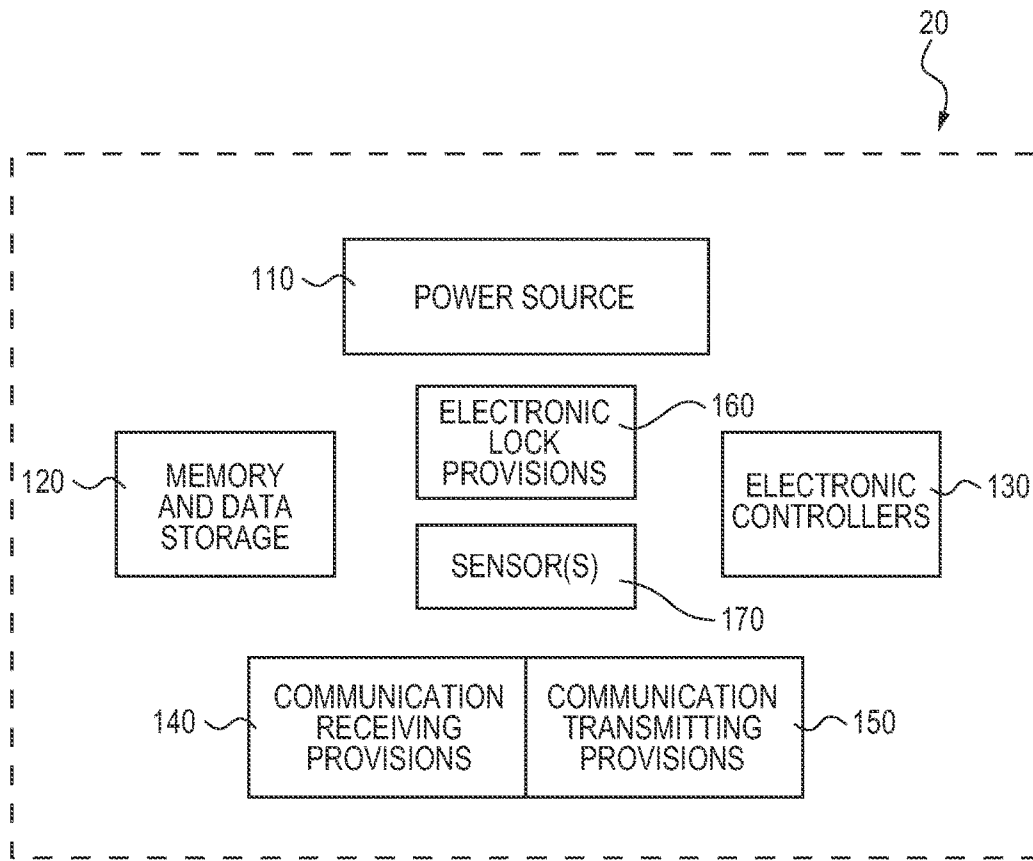 20
110
POWER SOURCE
ELECTRONIC
LOCK
PROVISIONS
160
120
MEMORY
AND DATA
STORAGE
ELECTRONIC
CONTROLLERS
130
SENSOR(S)
170
140
COMMUNICATION
RECEIVING
PROVISIONS
COMMUNICATION
TRANSMITTING
PROVISIONS
150